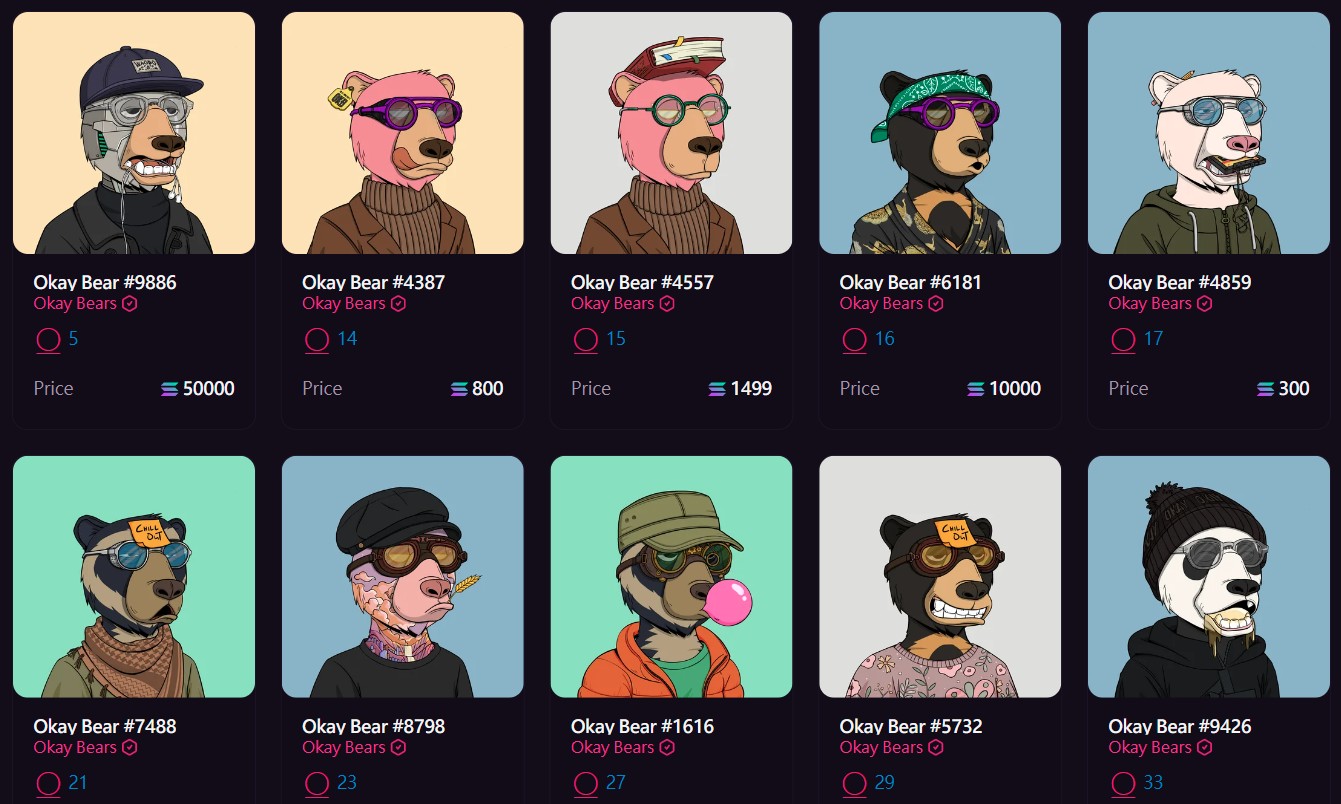 Okay Bear #9886
Okay Bears
5
Price 50000
Okay Bear #4387
Okay Bears
14
Price 800
Okay Bear #4557
Okay Bears
15
Price 1499
Okay Bear #6181
Okay Bears
16
Price 10000
Okay Bear #4859
Okay Bears
17
Price 300
CHILL
OUT
Okay Bear #7488
Okay Bears
21
Okay Bear #8798
Okay Bears
23
Okay Bear #1616
Okay Bears
27
CHILL
OUT
Okay Bear #5732
Okay Bears
29
Okay Bear #9426
Okay Bears
33